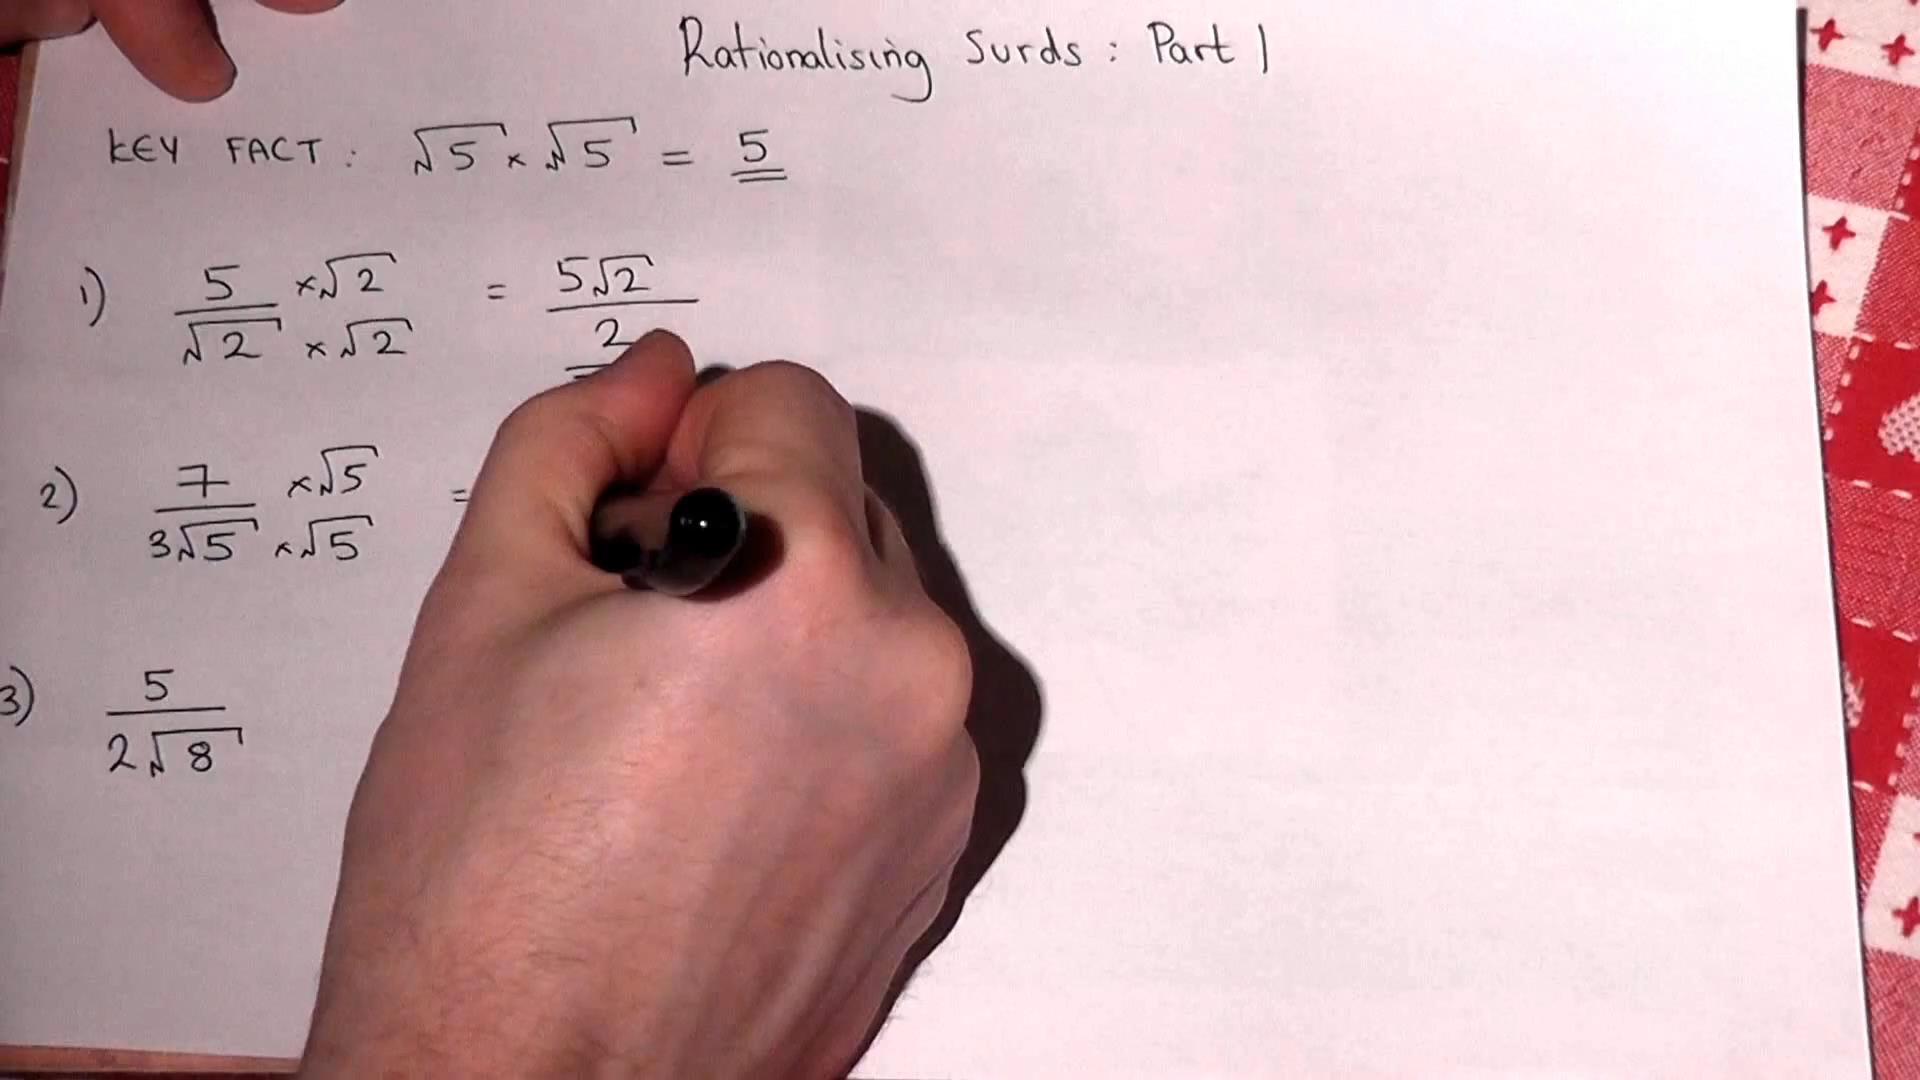 Rationalising Surds : Part 1
KEY FACT : √5 × √5 = 5
1) 5/√2 ×√2/×√2 = 5√2/2
2) 7/3√5 ×√5/×√5 =
3) 5/2√8